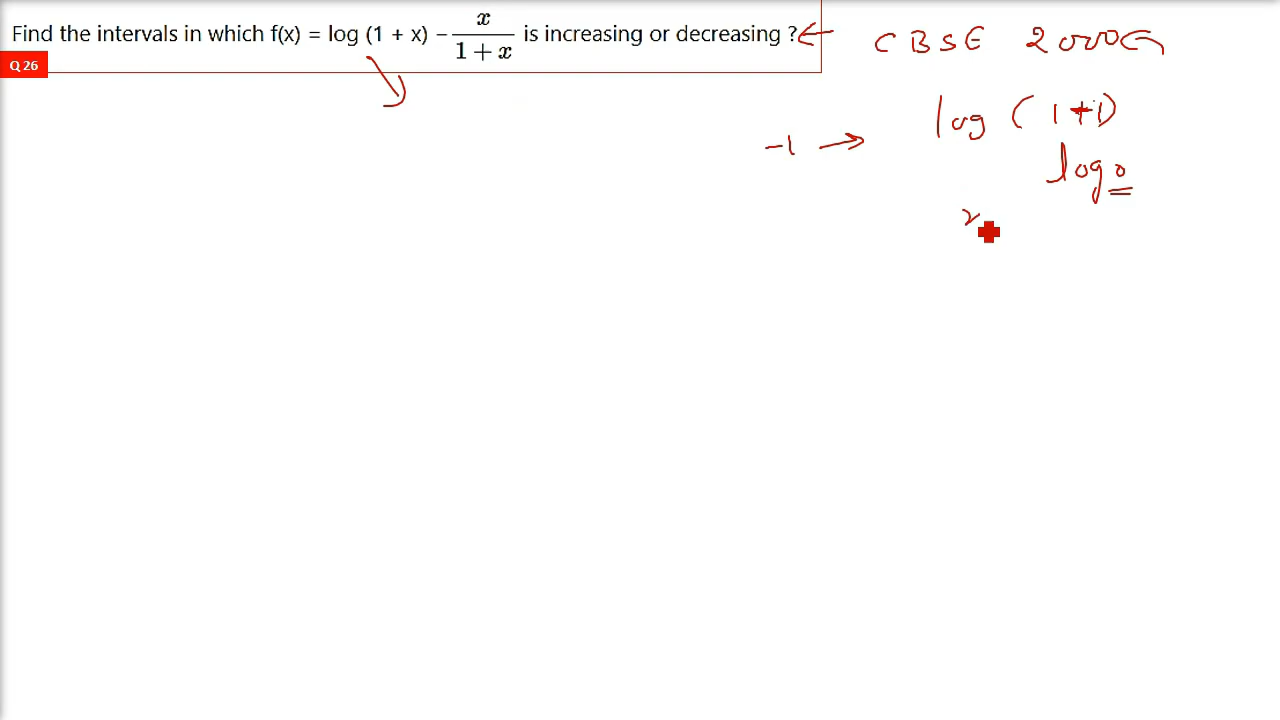 Find the intervals in which f(x) = log (1 + x) − x/(1 + x) is increasing or decreasing ?
Q 26
CBSE 2000
log (1+1)
-1 →
log 0